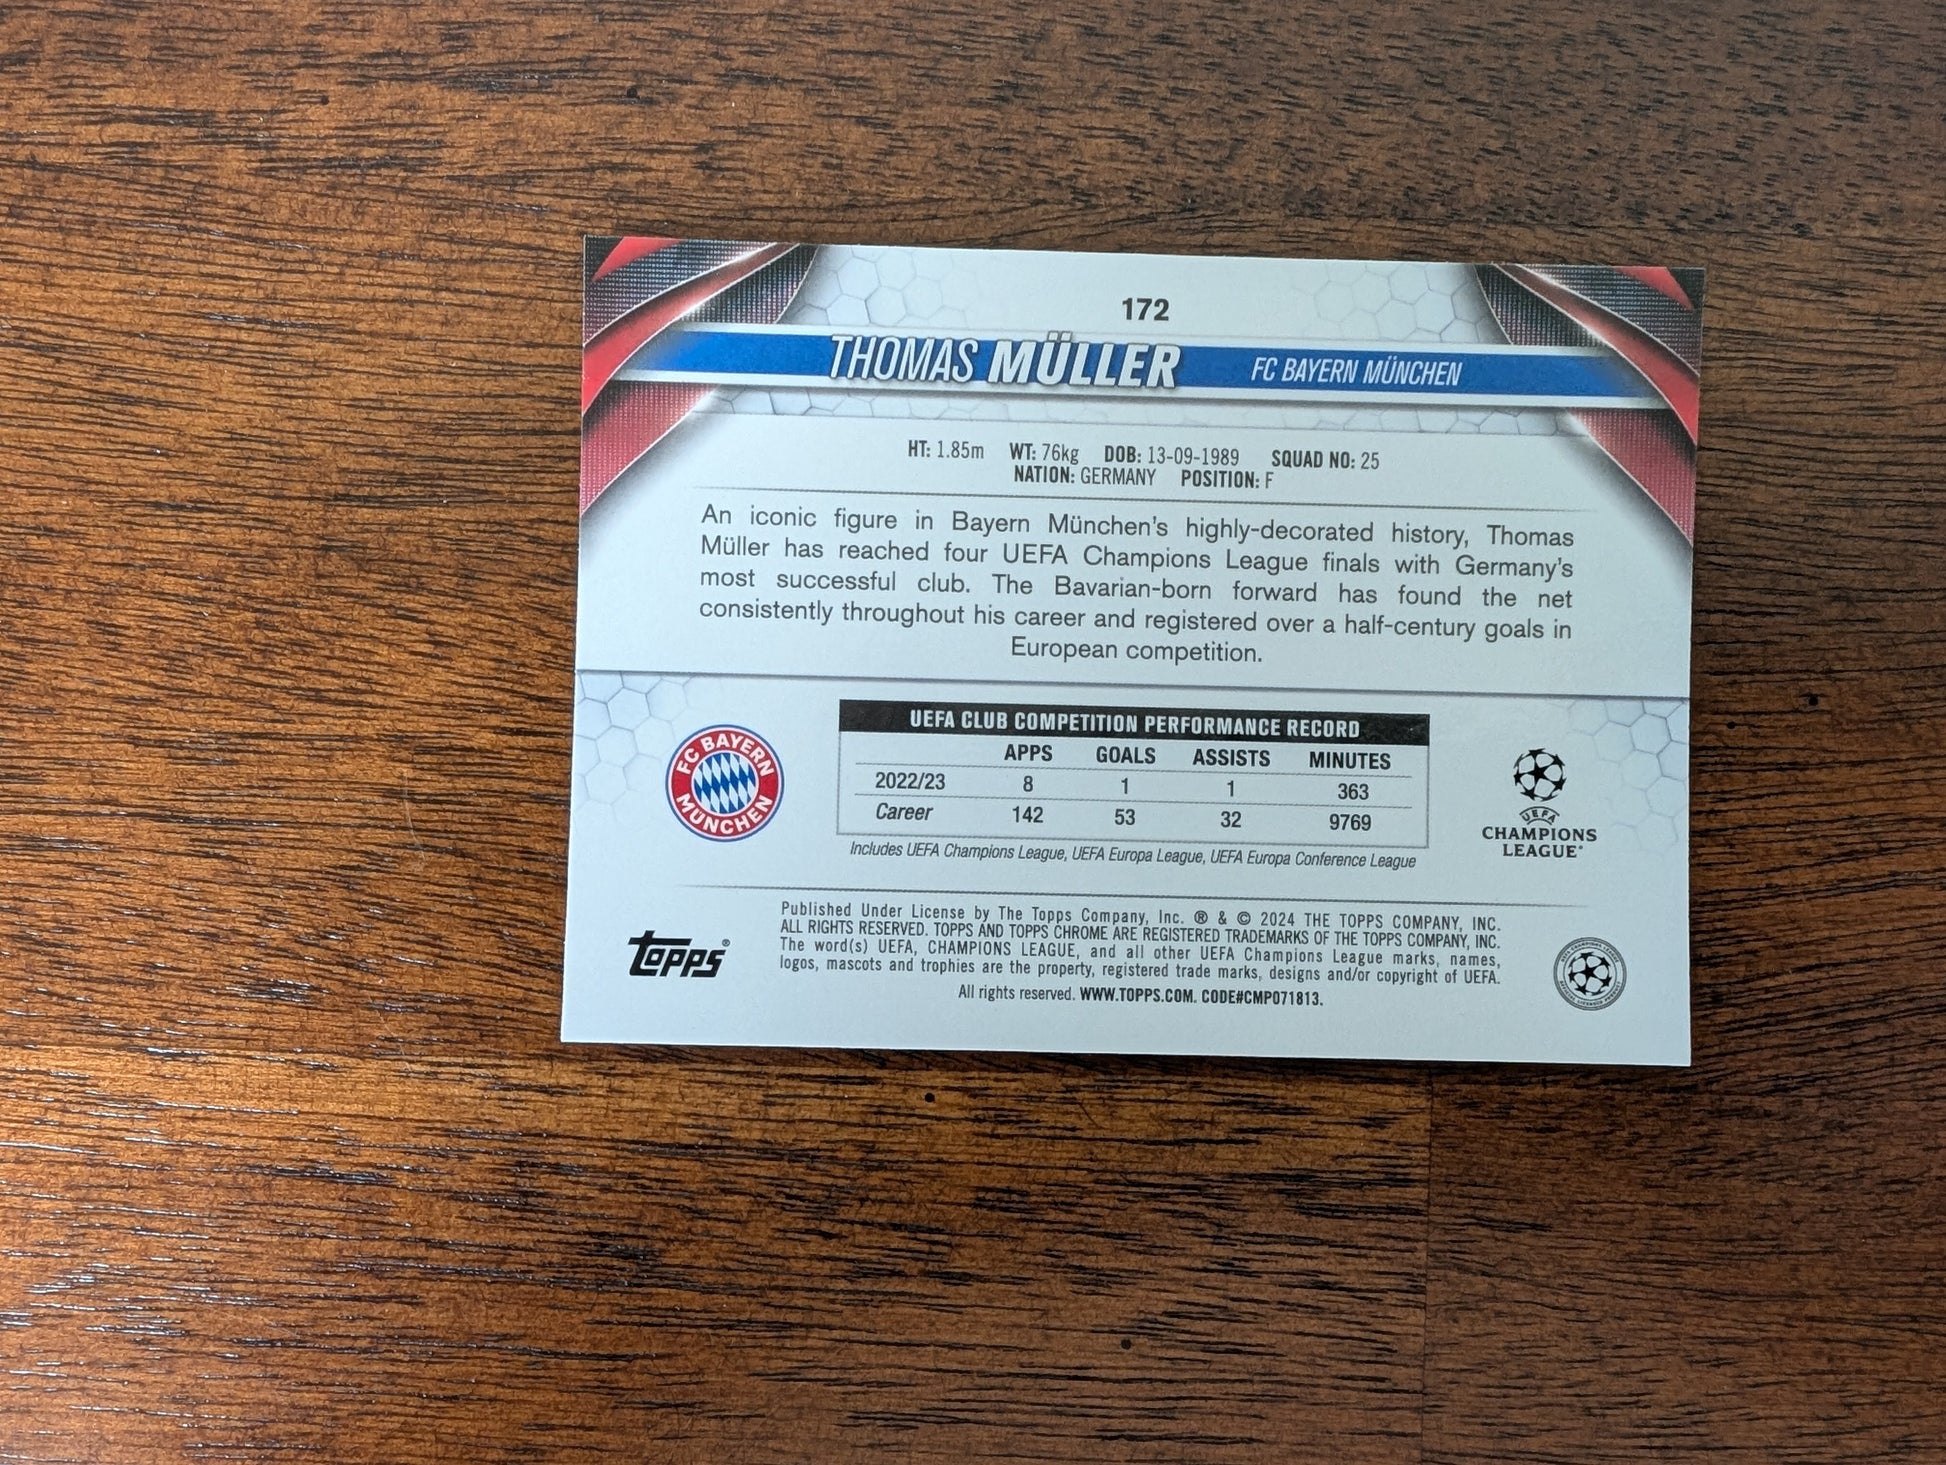 172
THOMAS MÜLLER FC BAYERN MÜNCHEN
HT: 1.85m WT: 76kg DOB: 13-09-1989 SQUAD NO: 25
NATION: GERMANY POSITION: F
An iconic figure in Bayern München's highly-decorated history, Thomas
Müller has reached four UEFA Champions League finals with Germany's
most successful club. The Bavarian-born forward has found the net
consistently throughout his career and registered over a half-century goals in
European competition.
FC BAYERN
MÜNCHEN
UEFA CLUB COMPETITION PERFORMANCE RECORD
APPS GOALS ASSISTS MINUTES
2022/23 8 1 1 363
Career 142 53 32 9769
Includes UEFA Champions League, UEFA Europa League, UEFA Europa Conference League
UEFA
CHAMPIONS
LEAGUE®
topps®
Published Under License by The Topps Company, Inc. ® & © 2024 THE TOPPS COMPANY, INC.
ALL RIGHTS RESERVED. TOPPS AND TOPPS CHROME ARE REGISTERED TRADEMARKS OF THE TOPPS COMPANY, INC.
The word(s) UEFA, CHAMPIONS LEAGUE, and all other UEFA Champions League marks, names,
logos, mascots and trophies are the property, registered trade marks, designs and/or copyright of UEFA.
All rights reserved. WWW.TOPPS.COM. CODE#CMP071813.